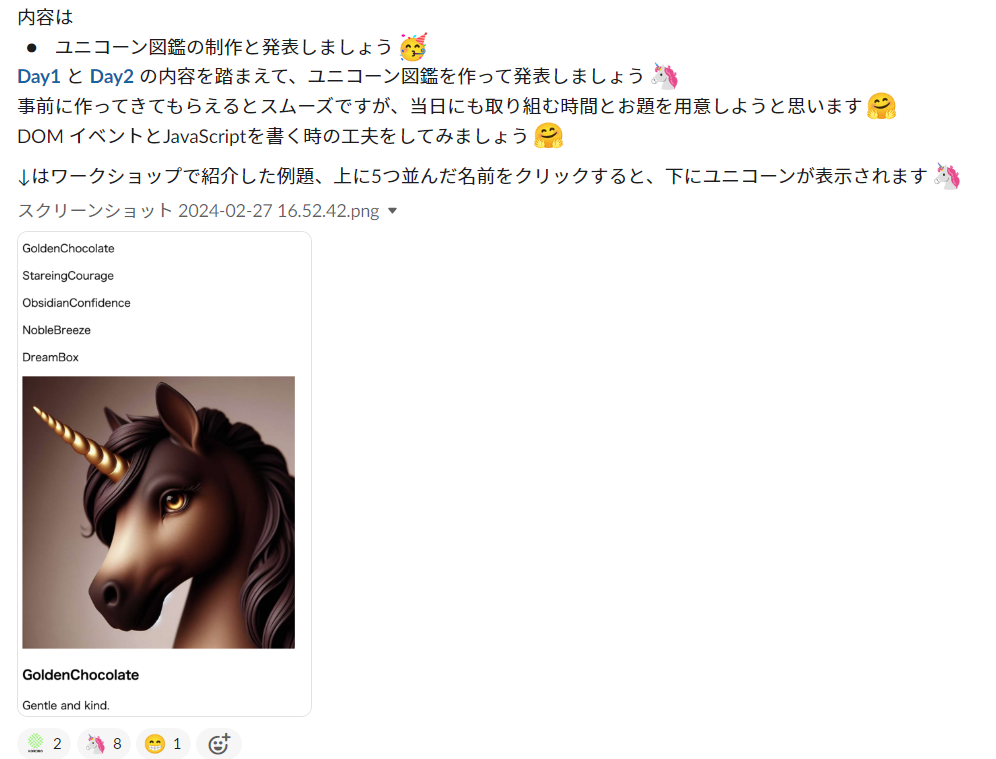 内容は
● ユニコーン図鑑の制作と発表しましょう
Day1 と Day2 の内容を踏まえて、ユニコーン図鑑を作って発表しましょう
事前に作ってきてもらえるとスムーズですが、当日にも取り組む時間とお題を用意しようと思います
DOM イベントとJavaScriptを書く時の工夫をしてみましょう
↓はワークショップで紹介した例題、上に5つ並んだ名前をクリックすると、下にユニコーンが表示されます
スクリーンショット 2024-02-27 16.52.42.png
GoldenChocolate
StareingCourage
ObsidianConfidence
NobleBreeze
DreamBox
GoldenChocolate
Gentle and kind.
2 8 1